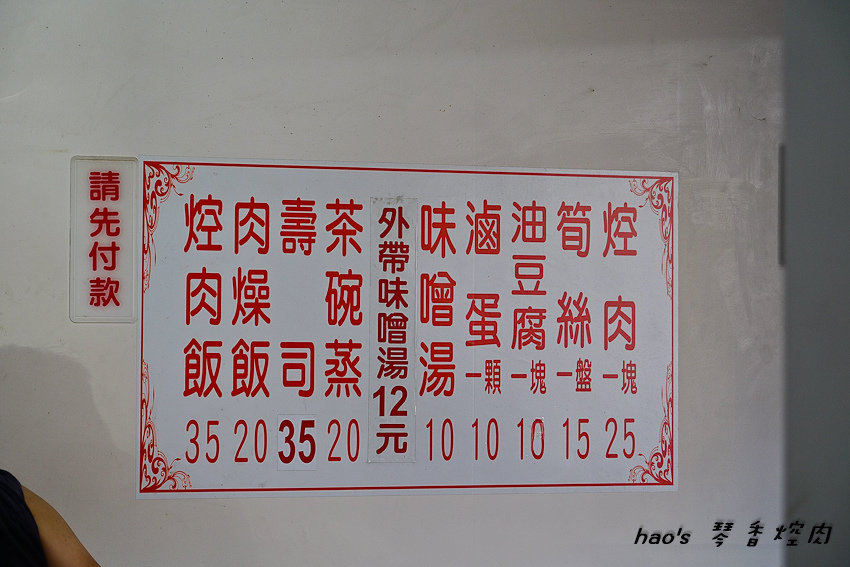 請先付款
焢肉飯 35
肉燥飯 20
壽司 35
茶碗蒸 20
外帶味噌湯12元
味噌湯 10
滷蛋一顆 10
油豆腐一塊 10
筍絲一盤 15
焢肉一塊 25
hao's 琴香焢肉